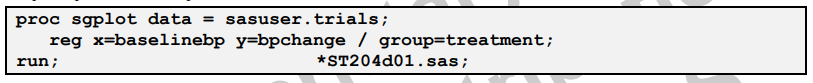 proc sgplot data = sasuser.trials;
   reg x=baselinebp y=bpchange / group=treatment;
run;                        *ST204d01.sas;